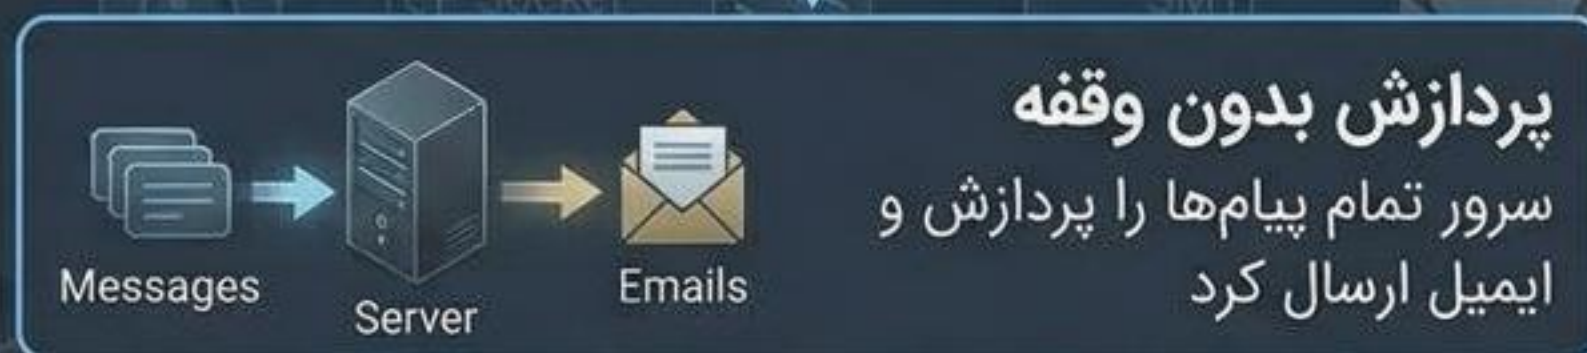 پردازش بدون وقفه
سرور تمام پیام‌ها را پردازش و
ایمیل ارسال کرد
Messages
Server
Emails